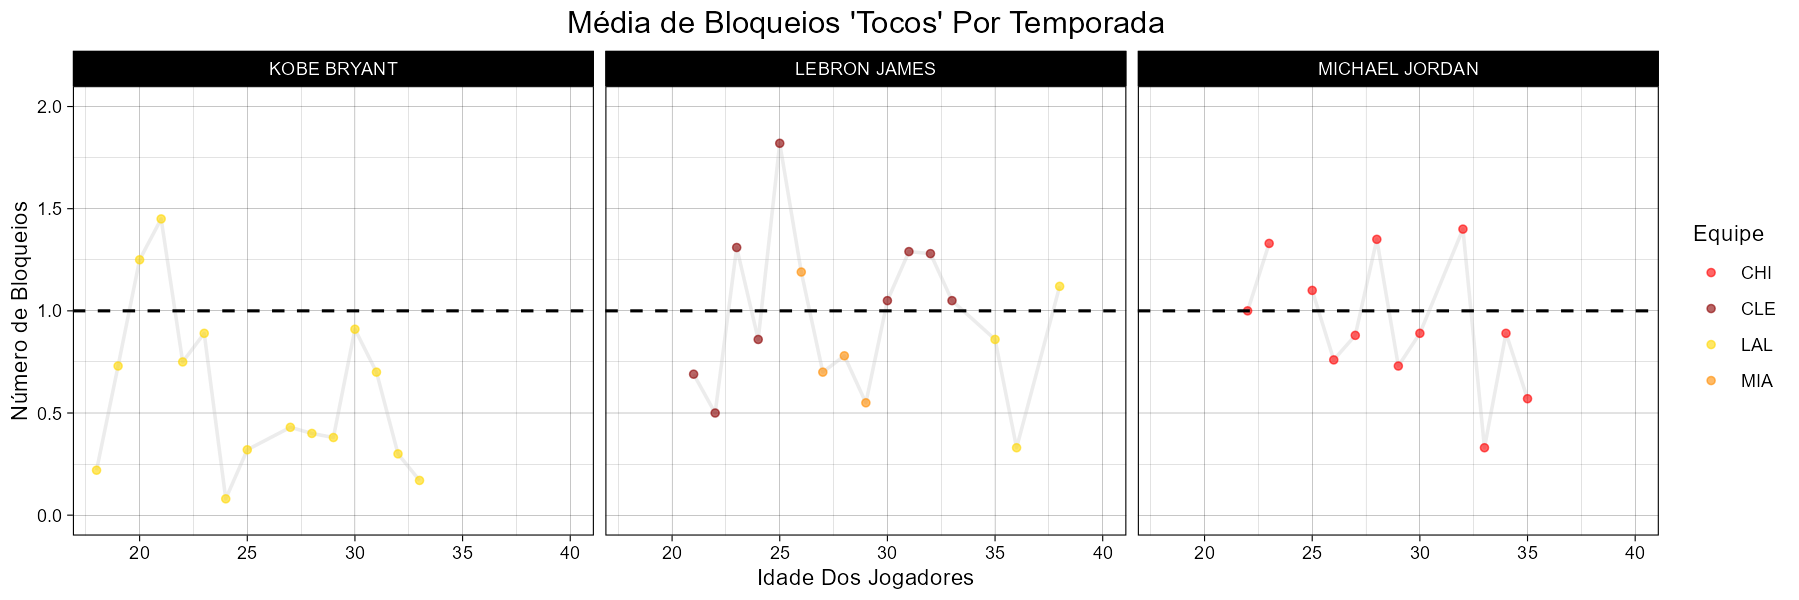 Média de Bloqueios 'Tocos' Por Temporada
KOBE BRYANT
LEBRON JAMES
MICHAEL JORDAN
Número de Bloqueios
2.0
1.5
1.0
0.5
0.0
20 25 30 35 40
20 25 30 35 40
20 25 30 35 40
Idade Dos Jogadores
Equipe
CHI
CLE
LAL
MIA